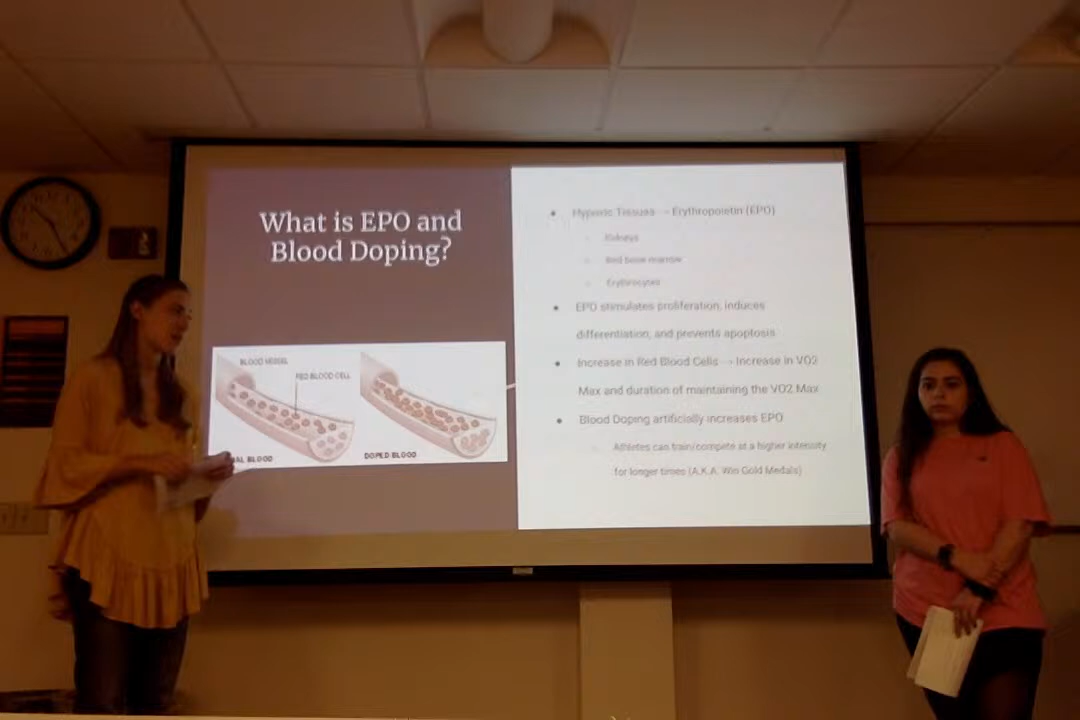 What is EPO and
Blood Doping?
BLOOD VESSEL
RED BLOOD CELL
AL BLOOD
DOPED BLOOD
Hypoxic Tissues → Erythropoietin (EPO)
Kidneys
Red bone marrow
Erythrocytes
EPO stimulates proliferation, induces
differentiation, and prevents apoptosis
Increase in Red Blood Cells → Increase in VO2
Max and duration of maintaining the VO2 Max
Blood Doping artificially increases EPO
Athletes can train/compete at a higher intensity
for longer times (A.K.A. Win Gold Medals)